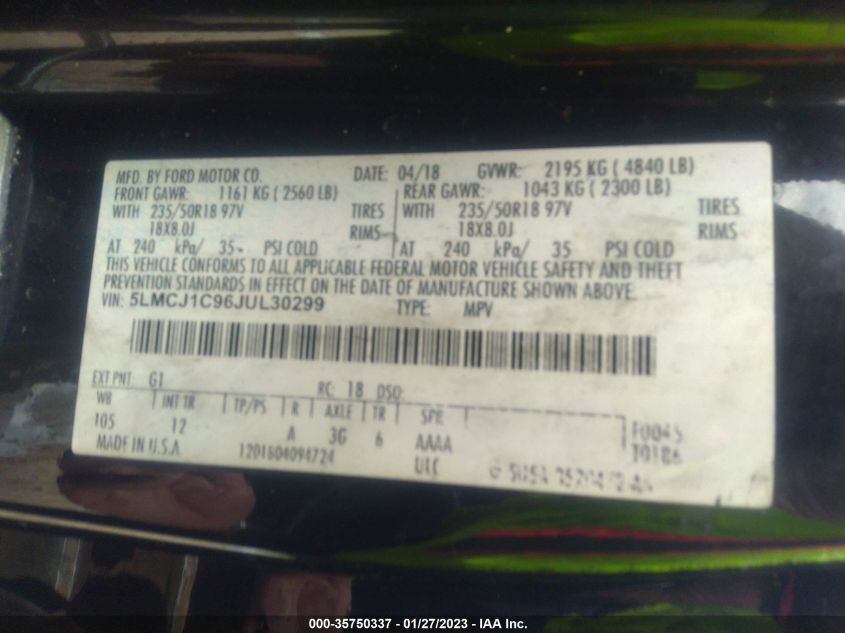 MFD. BY FORD MOTOR CO. DATE: 04/18 GVWR: 2195 KG ( 4840 LB)
FRONT GAWR: 1161 KG ( 2560 LB) REAR GAWR: 1043 KG ( 2300 LB)
WITH 235/50R18 97V TIRES WITH 235/50R18 97V TIRES
18X8.0J RIMS 18X8.0J RIMS
AT 240 kPa/ 35 PSI COLD AT 240 kPa/ 35 PSI COLD
THIS VEHICLE CONFORMS TO ALL APPLICABLE FEDERAL MOTOR VEHICLE SAFETY AND THEFT
PREVENTION STANDARDS IN EFFECT ON THE DATE OF MANUFACTURE SHOWN ABOVE.
VIN: 5LMCJ1C96JUL30299 TYPE: MPV
EXT PNT: G1 RC: 18 DSO:
WB INT TR TP/PS R AXLE TR SPR
105 12 A 3G 6 AAAA
MADE IN U.S.A. 1201804094724 ULC
000-35750337 - 01/27/2023 - IAA Inc.